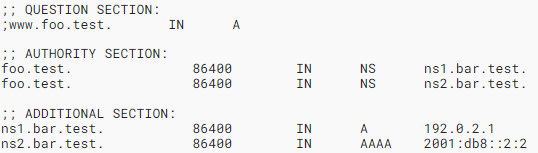 ;; QUESTION SECTION:
;www.foo.test. IN A
;; AUTHORITY SECTION:
foo.test. 86400 IN NS ns1.bar.test.
foo.test. 86400 IN NS ns2.bar.test.
;; ADDITIONAL SECTION:
ns1.bar.test. 86400 IN A 192.0.2.1
ns2.bar.test. 86400 IN AAAA 2001:db8::2:2